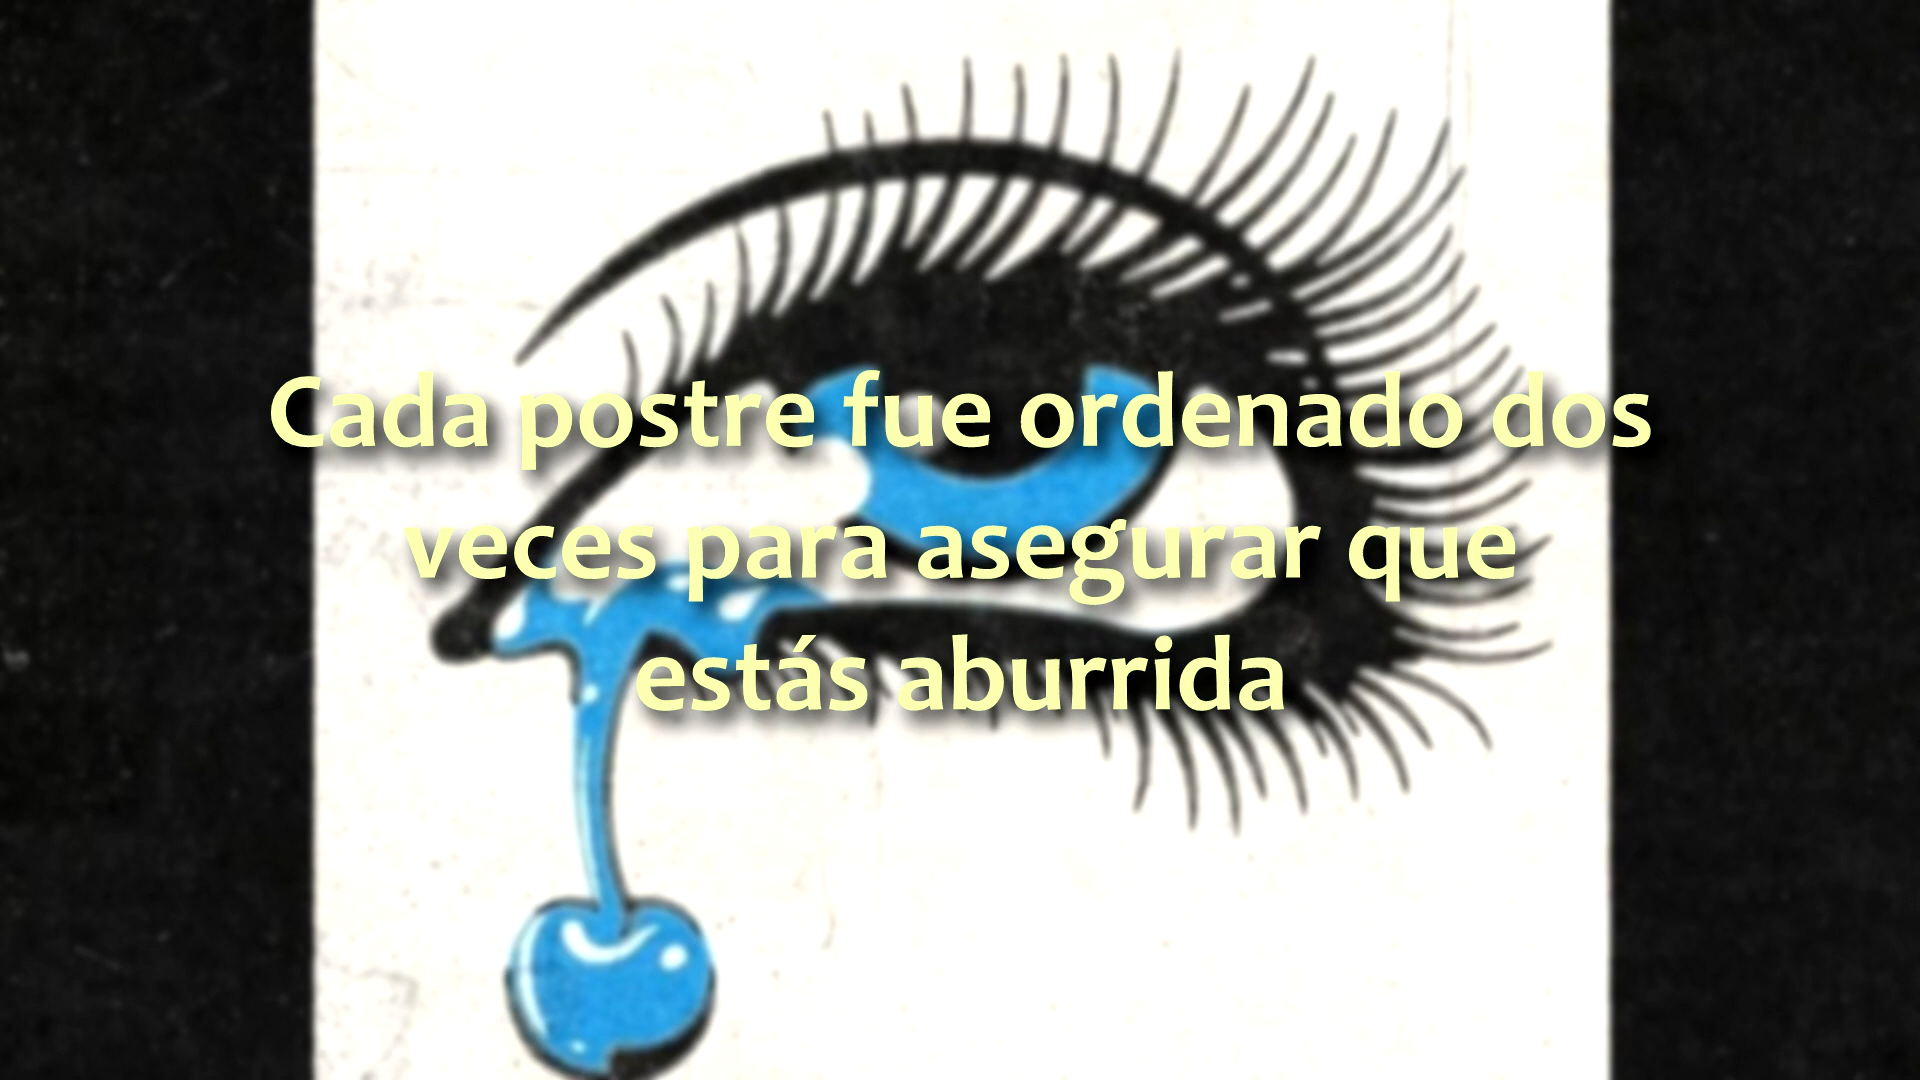 Cada postre fue ordenado dos
veces para asegurar que
estás aburrida